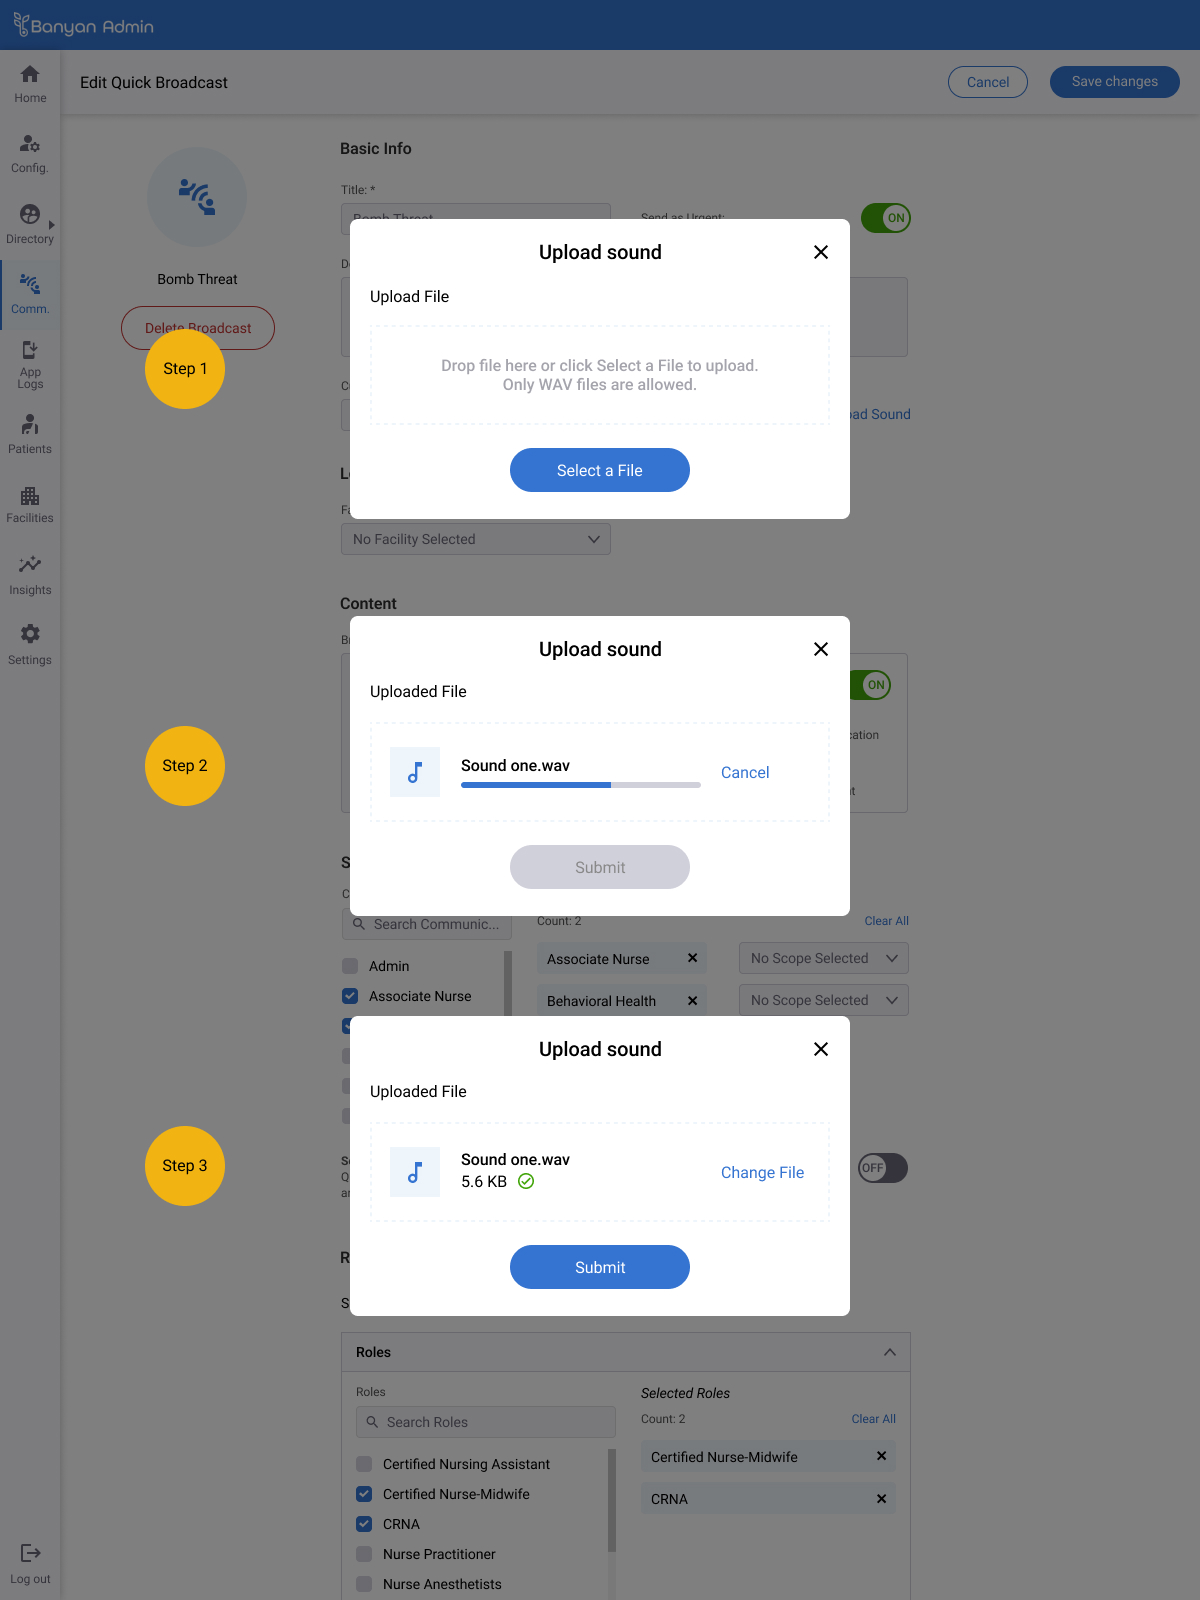 Banyan Admin
Edit Quick Broadcast
Cancel
Save changes
Home
Config.
Directory
Comm.
App
Logs
Patients
Facilities
Insights
Settings
Log out
Bomb Threat
Delete Broadcast
Basic Info
Title: *
Bomb Threat
Send as Urgent:
ON
Step 1
Upload sound
Upload File
Drop file here or click Select a File to upload.
Only WAV files are allowed.
Select a File
Sound
No Facility Selected
Content
Step 2
Upload sound
Uploaded File
Sound one.wav
Cancel
Submit
ON
Search Communic...
Count: 2
Clear All
Admin
Associate Nurse
Associate Nurse
No Scope Selected
Behavioral Health
No Scope Selected
Step 3
Upload sound
Uploaded File
Sound one.wav
5.6 KB
Change File
Submit
OFF
Roles
Roles
Search Roles
Certified Nursing Assistant
Certified Nurse-Midwife
CRNA
Nurse Practitioner
Nurse Anesthetists
Selected Roles
Count: 2
Clear All
Certified Nurse-Midwife
CRNA